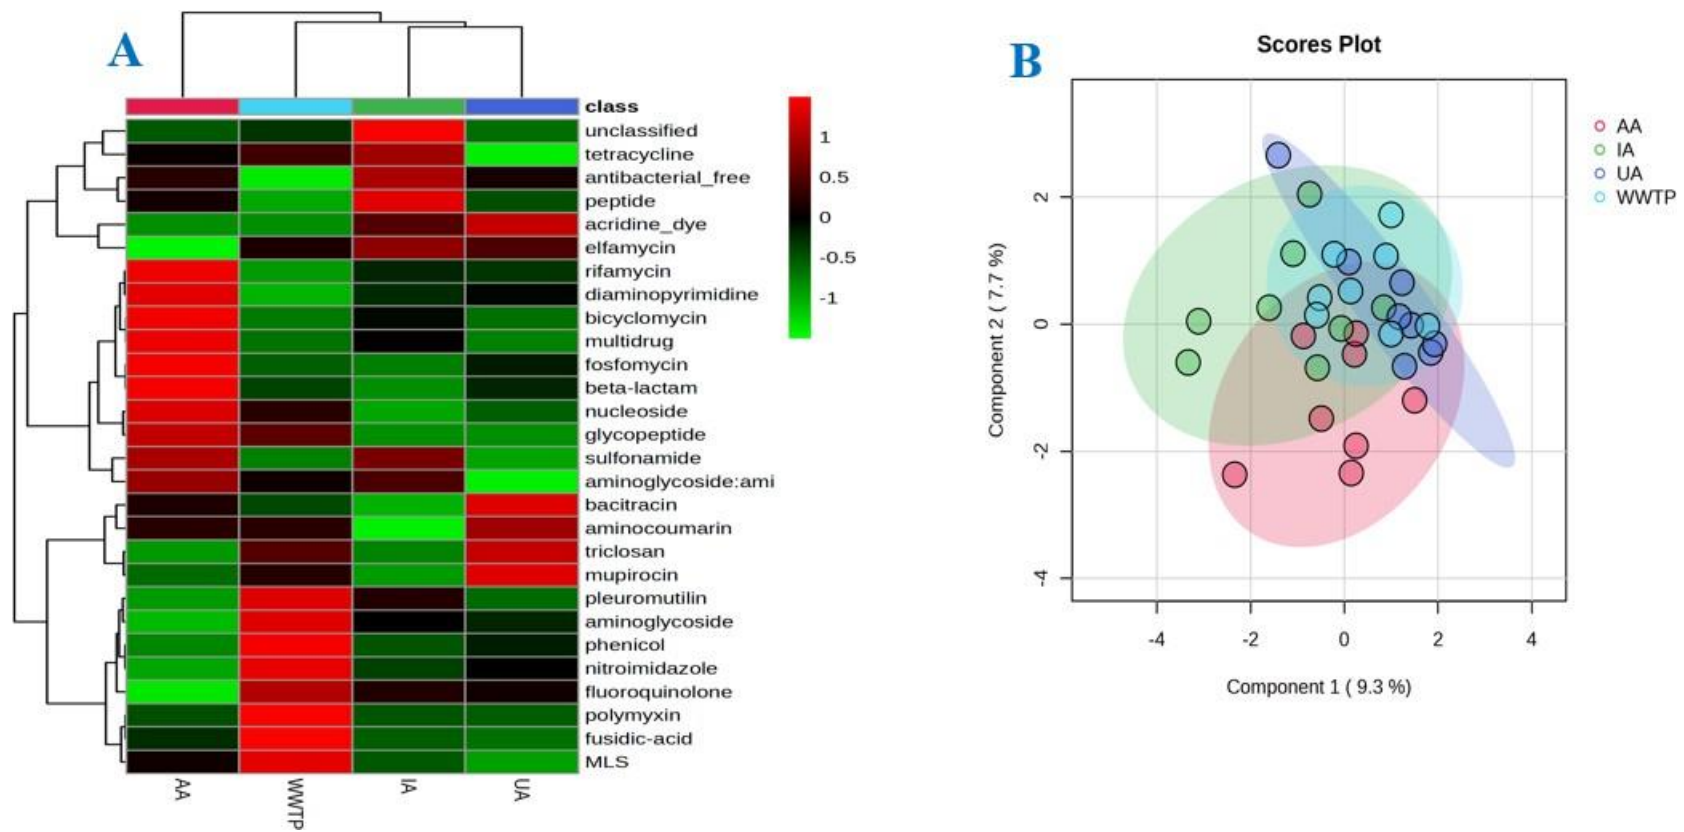 A
class
unclassified
tetracycline
antibacterial_free
peptide
acridine_dye
elfamycin
rifamycin
diaminopyrimidine
bicyclomycin
multidrug
fosfomycin
beta-lactam
nucleoside
glycopeptide
sulfonamide
aminoglycoside:ami
bacitracin
aminocoumarin
triclosan
mupirocin
pleuromutilin
aminoglycoside
phenicol
nitroimidazole
fluoroquinolone
polymyxin
fusidic-acid
MLS
1
0.5
0
-0.5
-1
AA
WWTP
IA
UA
B
Scores Plot
AA
IA
UA
WWTP
Component 2 ( 7.7 %)
2
0
-2
-4
-4
-2
0
2
4
Component 1 ( 9.3 %)